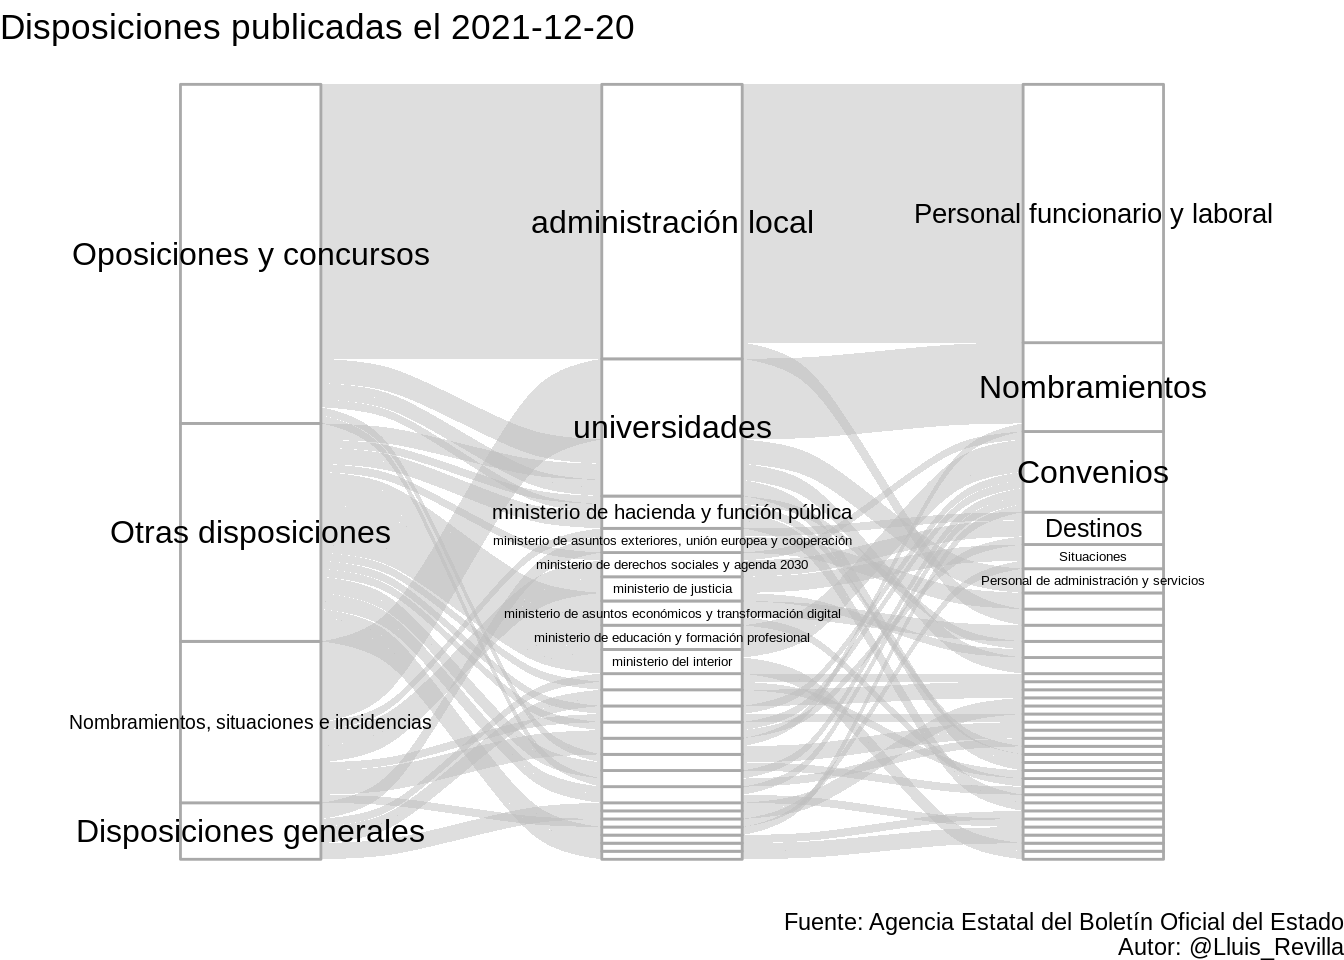 Disposiciones publicadas el 2021-12-20
Oposiciones y concursos
Otras disposiciones
Nombramientos, situaciones e incidencias
Disposiciones generales
administración local
universidades
ministerio de hacienda y función pública
ministerio de asuntos exteriores, unión europea y cooperación
ministerio de derechos sociales y agenda 2030
ministerio de justicia
ministerio de asuntos económicos y transformación digital
ministerio de educación y formación profesional
ministerio del interior
Personal funcionario y laboral
Nombramientos
Convenios
Destinos
Situaciones
Personal de administración y servicios
Fuente: Agencia Estatal del Boletín Oficial del Estado
Autor: @Lluis_Revilla